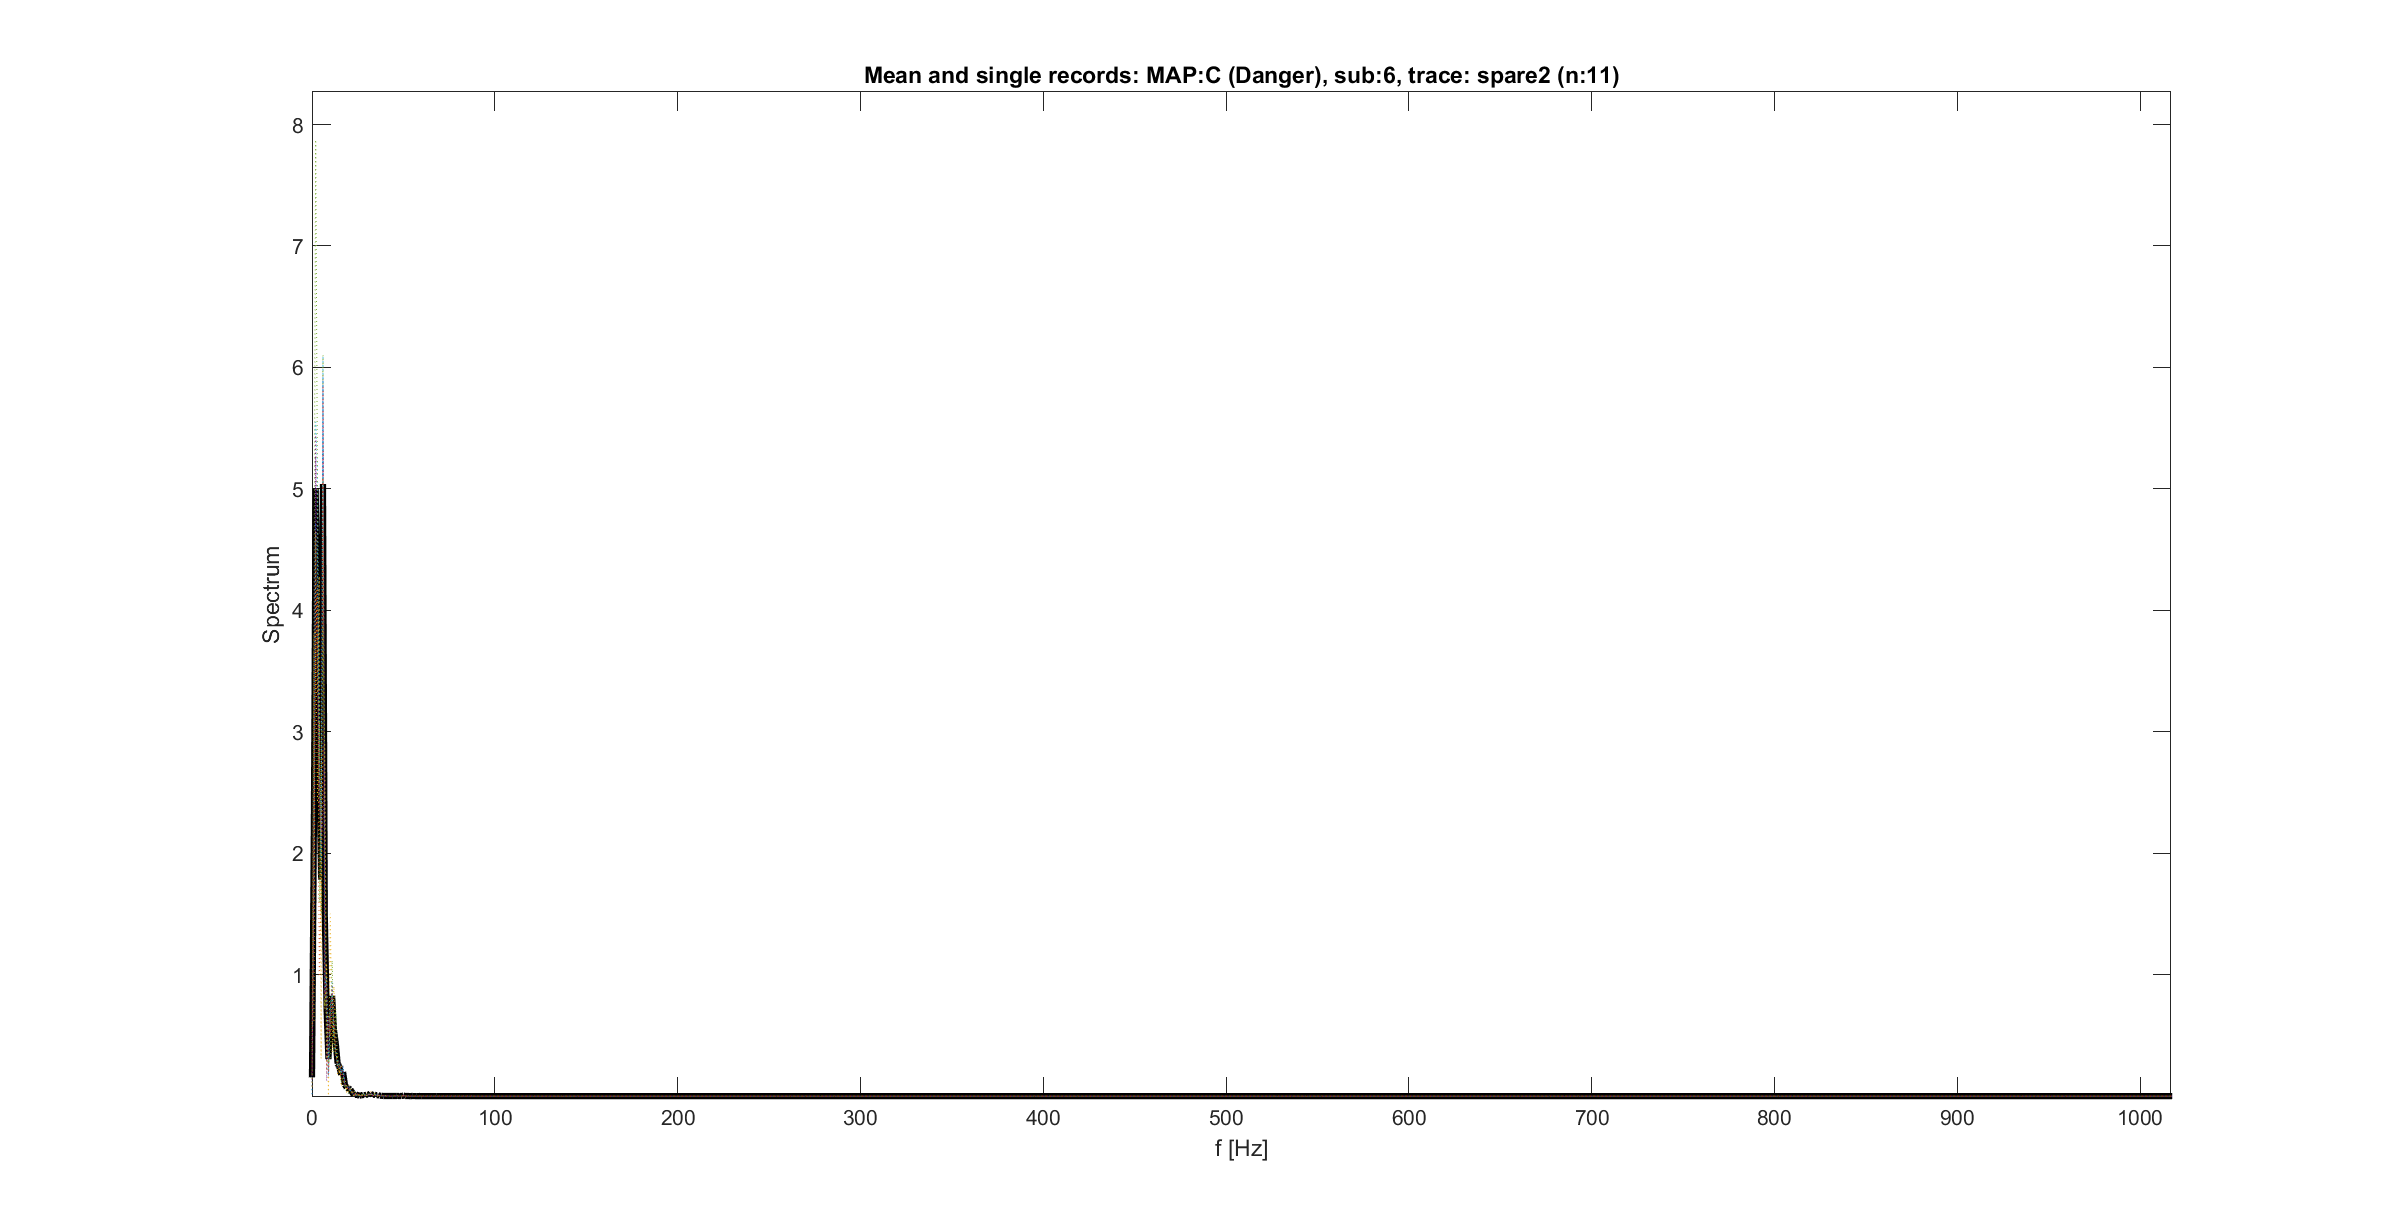 Mean and single records: MAP:C (Danger), sub:6, trace: spare2 (n:11)
8
7
6
5
4
3
2
1
Spectrum
0 100 200 300 400 500 600 700 800 900 1000
f [Hz]